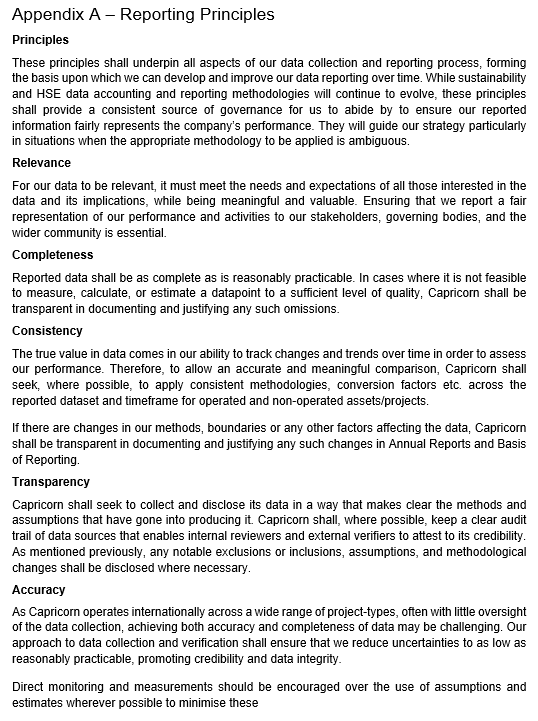 Appendix A – Reporting Principles
Principles
These principles shall underpin all aspects of our data collection and reporting process, forming
the basis upon which we can develop and improve our data reporting over time. While sustainability
and HSE data accounting and reporting methodologies will continue to evolve, these principles
shall provide a consistent source of governance for us to abide by to ensure our reported
information fairly represents the company's performance. They will guide our strategy particularly
in situations when the appropriate methodology to be applied is ambiguous.
Relevance
For our data to be relevant, it must meet the needs and expectations of all those interested in the
data and its implications, while being meaningful and valuable. Ensuring that we report a fair
representation of our performance and activities to our stakeholders, governing bodies, and the
wider community is essential.
Completeness
Reported data shall be as complete as is reasonably practicable. In cases where it is not feasible
to measure, calculate, or estimate a datapoint to a sufficient level of quality, Capricorn shall be
transparent in documenting and justifying any such omissions.
Consistency
The true value in data comes in our ability to track changes and trends over time in order to assess
our performance. Therefore, to allow an accurate and meaningful comparison, Capricorn shall
seek, where possible, to apply consistent methodologies, conversion factors etc. across the
reported dataset and timeframe for operated and non-operated assets/projects.
If there are changes in our methods, boundaries or any other factors affecting the data, Capricorn
shall be transparent in documenting and justifying any such changes in Annual Reports and Basis
of Reporting.
Transparency
Capricorn shall seek to collect and disclose its data in a way that makes clear the methods and
assumptions that have gone into producing it. Capricorn shall, where possible, keep a clear audit
trail of data sources that enables internal reviewers and external verifiers to attest to its credibility.
As mentioned previously, any notable exclusions or inclusions, assumptions, and methodological
changes shall be disclosed where necessary.
Accuracy
As Capricorn operates internationally across a wide range of project-types, often with little oversight
of the data collection, achieving both accuracy and completeness of data may be challenging. Our
approach to data collection and verification shall ensure that we reduce uncertainties to as low as
reasonably practicable, promoting credibility and data integrity.
Direct monitoring and measurements should be encouraged over the use of assumptions and
estimates wherever possible to minimise these